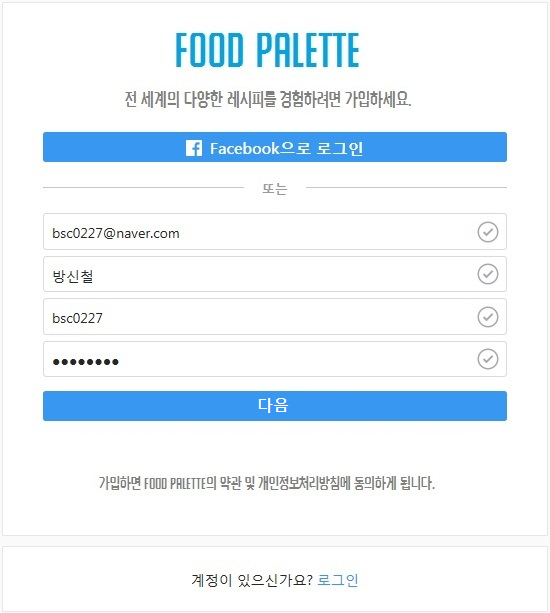 FOOD PALETTE
전 세계의 다양한 레시피를 경험하려면 가입하세요.
Facebook으로 로그인
또는
bsc0227@naver.com
방신철
bsc0227
●●●●●●●●
다음
가입하면 FOOD PALETTE의 약관 및 개인정보처리방침에 동의하게 됩니다.
계정이 있으신가요? 로그인